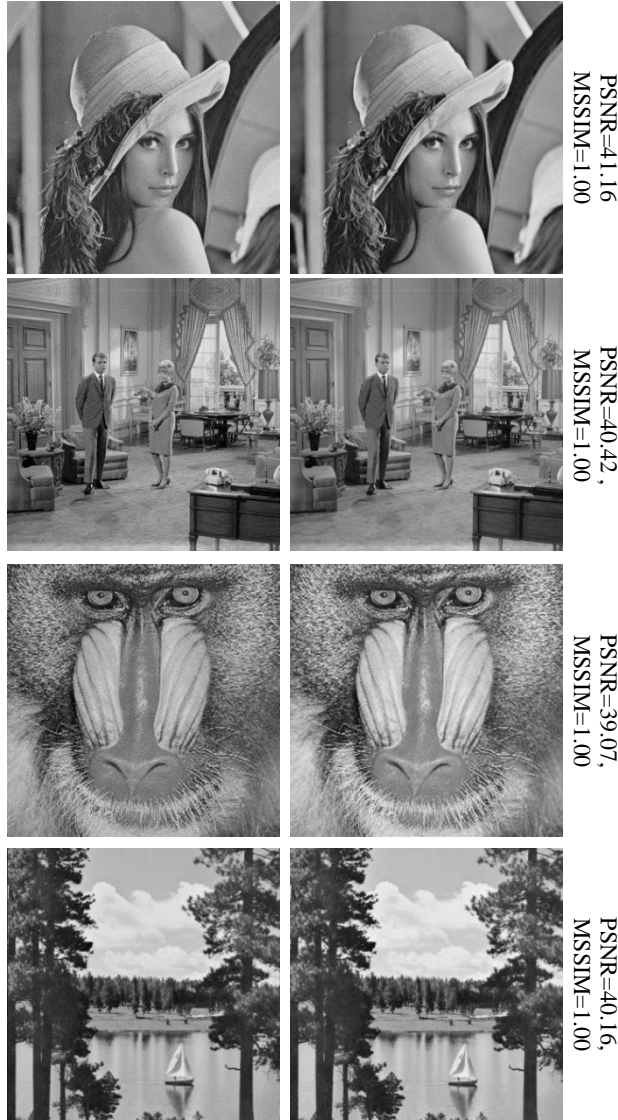 PSNR=41.16
MSSIM=1.00
PSNR=40.42 ,
MSSIM=1.00
PSNR=39.07,
MSSIM=1.00
PSNR=40.16,
MSSIM=1.00